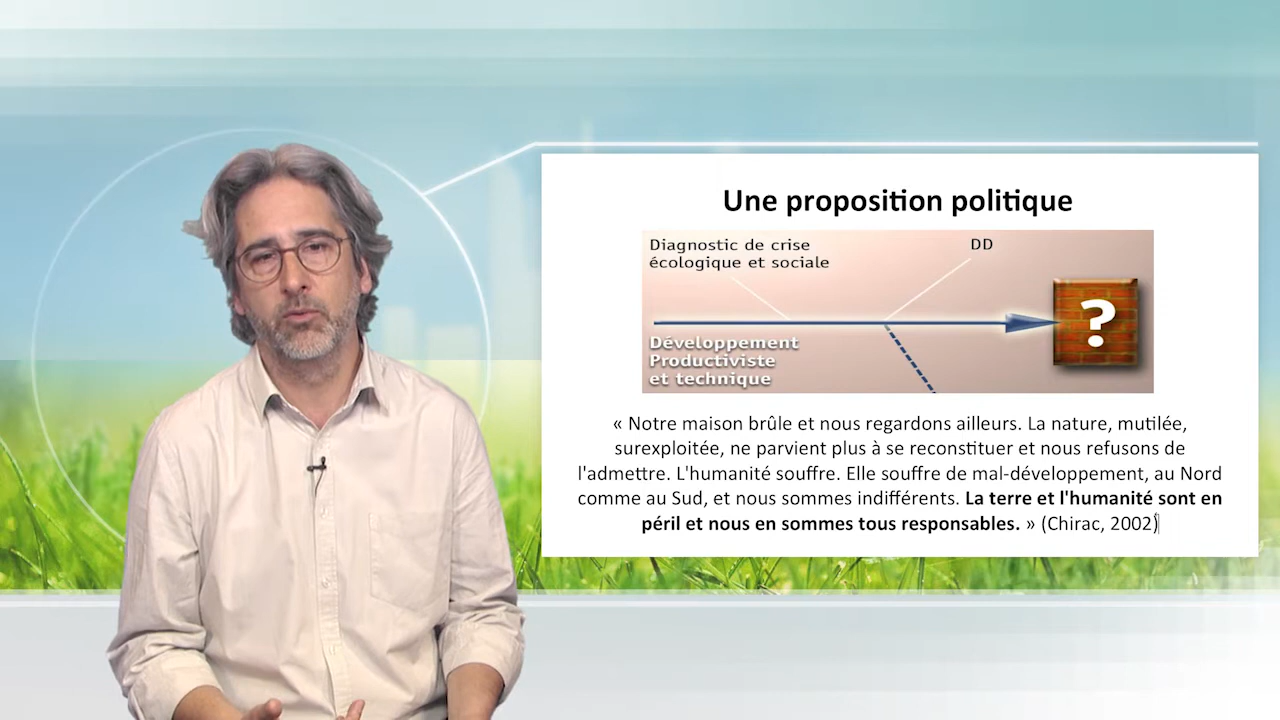 Une proposition politique
Diagnostic de crise
écologique et sociale
DD
?
Développement
Productiviste
et technique
« Notre maison brûle et nous regardons ailleurs. La nature, mutilée,
surexploitée, ne parvient plus à se reconstituer et nous refusons de
l'admettre. L'humanité souffre. Elle souffre de mal-développement, au Nord
comme au Sud, et nous sommes indifférents. La terre et l'humanité sont en
péril et nous en sommes tous responsables. » (Chirac, 2002)